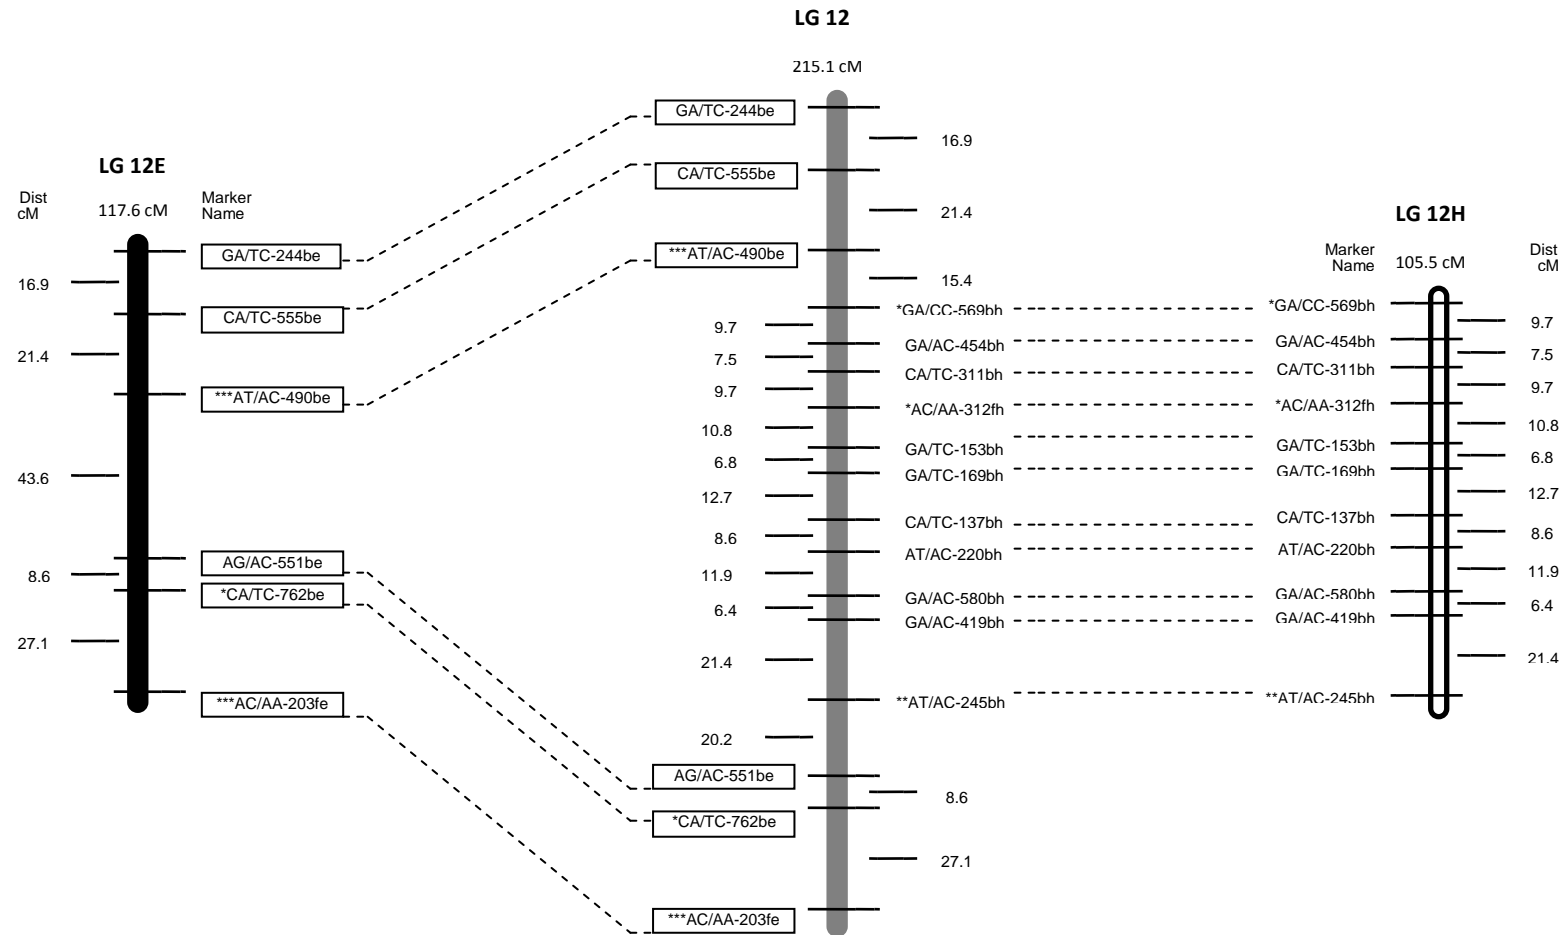 LG 12
215.1 cM
GA/TC-244be
16.9
CA/TC-555be
21.4
***AT/AC-490be
15.4
*GA/CC-569bh
9.7
GA/AC-454bh
7.5
CA/TC-311bh
9.7
*AC/AA-312fh
10.8
GA/TC-153bh
6.8
GA/TC-169bh
12.7
CA/TC-137bh
8.6
AT/AC-220bh
11.9
GA/AC-580bh
6.4
GA/AC-419bh
21.4
**AT/AC-245bh
20.2
AG/AC-551be
8.6
*CA/TC-762be
27.1
***AC/AA-203fe
LG 12E
Dist
cM
117.6 cM
Marker
Name
GA/TC-244be
16.9
CA/TC-555be
21.4
***AT/AC-490be
43.6
AG/AC-551be
8.6
*CA/TC-762be
27.1
***AC/AA-203fe
LG 12H
Marker
Name
105.5 cM
Dist
cM
*GA/CC-569bh
9.7
GA/AC-454bh
7.5
CA/TC-311bh
9.7
*AC/AA-312fh
10.8
GA/TC-153bh
6.8
GA/TC-169bh
12.7
CA/TC-137bh
8.6
AT/AC-220bh
11.9
GA/AC-580bh
6.4
GA/AC-419bh
21.4
**AT/AC-245bh